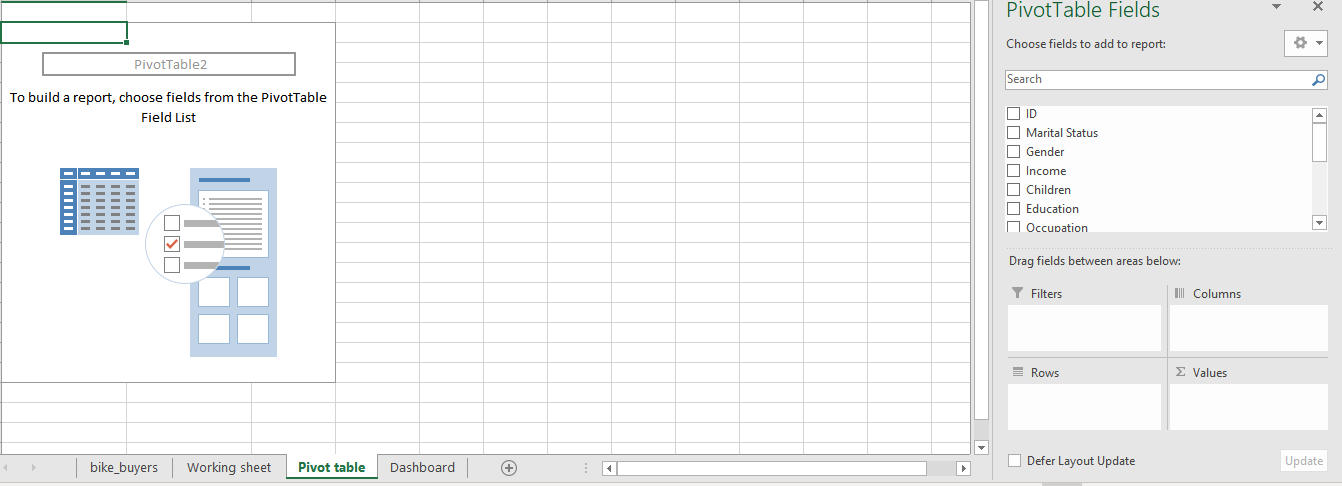 PivotTable2
To build a report, choose fields from the PivotTable
Field List
bike_buyers
Working sheet
Pivot table
Dashboard
PivotTable Fields
Choose fields to add to report:
Search
ID
Marital Status
Gender
Income
Children
Education
Occupation
Drag fields between areas below:
Filters
Columns
Rows
Σ Values
Defer Layout Update
Update